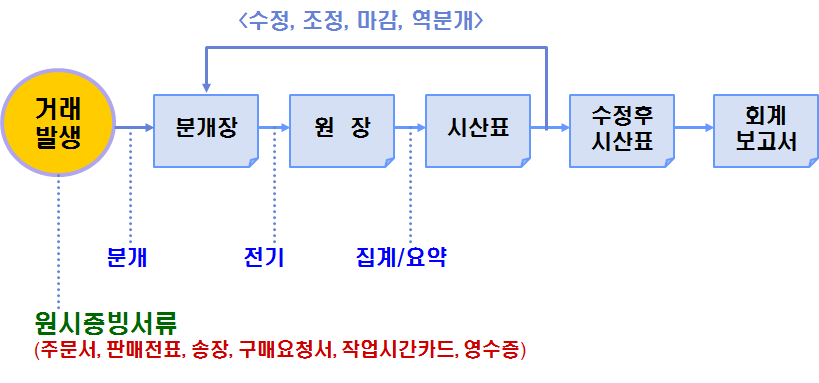 <수정, 조정, 마감, 역분개>
거래
발생
분개장
원 장
시산표
수정후
시산표
회계
보고서
분개
전기
집계/요약
원시증빙서류
(주문서, 판매전표, 송장, 구매요청서, 작업시간카드, 영수증)